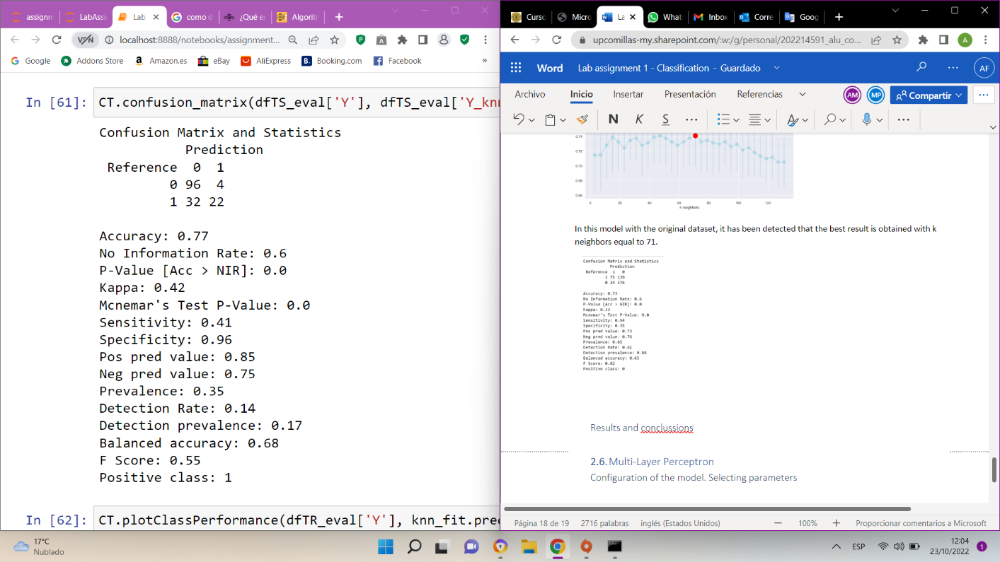 assignn
LabAssi
Lab
como d
¿Qué es
Algoritr
localhost:8888/notebooks/assignment...
Google
Addons Store
Amazon.es
eBay
AliExpress
Booking.com
Facebook
»
In [61]: CT.confusion_matrix(dfTS_eval['Y'], dfTS_eval['Y_knn
Confusion Matrix and Statistics
Prediction
Reference 0 1
0 96 4
1 32 22
Accuracy: 0.77
No Information Rate: 0.6
P-Value [Acc > NIR]: 0.0
Kappa: 0.42
Mcnemar's Test P-Value: 0.0
Sensitivity: 0.41
Specificity: 0.96
Pos pred value: 0.85
Neg pred value: 0.75
Prevalence: 0.35
Detection Rate: 0.14
Detection prevalence: 0.17
Balanced accuracy: 0.68
F Score: 0.55
Positive class: 1
In [62]: CT.plotClassPerformance(dfTR_eval['Y'], knn_fit.pred
Curso
Micro
La
What
Inbox
Corre
Goog
upcomillas-my.sharepoint.com/:w:/g/personal/202214591_alu_co...
A
Word Lab assignment 1 - Classification - Guardado
AF
Archivo Inicio Insertar Presentación Referencias
AM MP Compartir
N K S
0.74
0.72
0.70
0.68
0.66
0 20 40 60 80 100 120
n neighbors
In this model with the original dataset, it has been detected that the best result is obtained with k
neighbors equal to 71.
Confusion Matrix and Statistics
Prediction
Reference 1 0
1 75 139
0 24 376
Accuracy: 0.73
No Information Rate: 0.6
P-Value [Acc > NIR]: 0.0
Kappa: 0.33
Mcnemar's Test P-Value: 0.0
Sensitivity: 0.94
Specificity: 0.35
Pos pred value: 0.73
Neg pred value: 0.76
Prevalence: 0.65
Detection Rate: 0.61
Detection prevalence: 0.84
Balanced accuracy: 0.65
F Score: 0.82
Positive class: 0
Results and conclussions
2.6. Multi-Layer Perceptron
Configuration of the model. Selecting parameters
Página 18 de 19 2716 palabras inglés (Estados Unidos) 100% Proporcionar comentarios a Microsoft
17°C
Nublado
ESP
12:04
23/10/2022
1